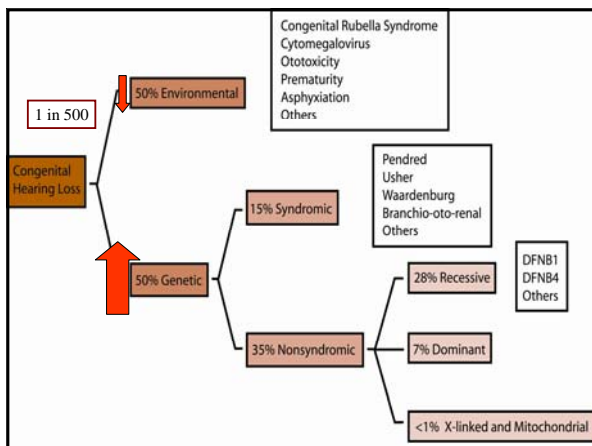 Congenital Rubella Syndrome
Cytomegalovirus
Ototoxicity
Prematurity
Asphyxiation
Others
50% Environmental
1 in 500
Congenital
Hearing Loss
Pendred
Usher
Waardenburg
Branchio-oto-renal
Others
15% Syndromic
50% Genetic
28% Recessive
DFNB1
DFNB4
Others
35% Nonsyndromic
7% Dominant
<1% X-linked and Mitochondrial